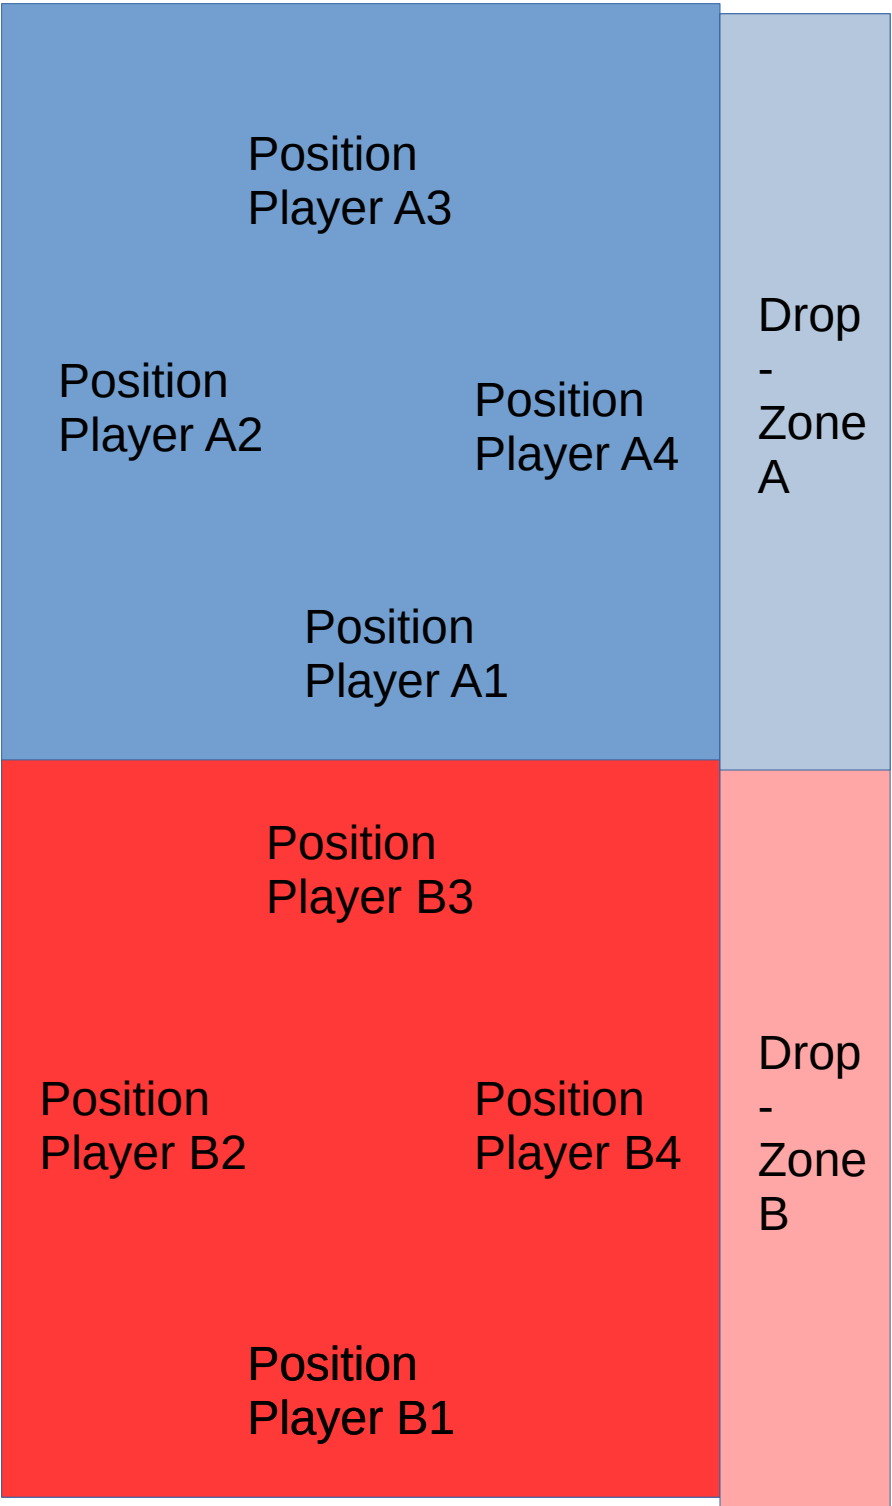 Position
Player A3
Drop
-
Zone
A
Position
Player A2
Position
Player A4
Position
Player A1
Position
Player B3
Drop
-
Zone
B
Position
Player B2
Position
Player B4
Position
Player B1